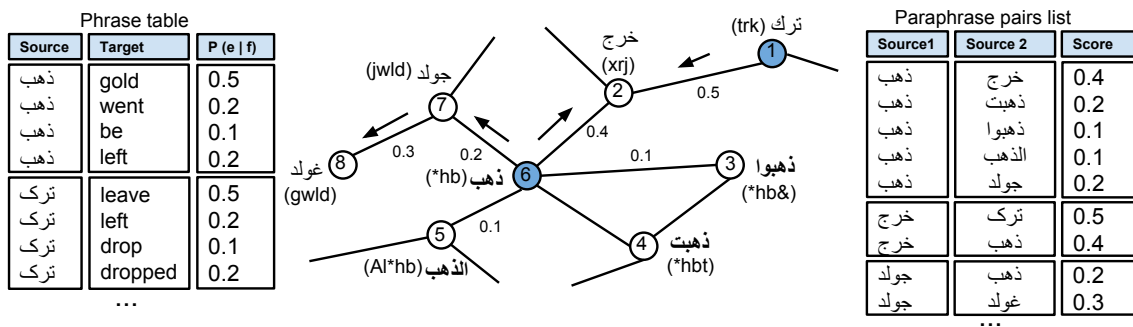 Phrase table
Source Target P (e | f)
ذهب gold 0.5
ذهب went 0.2
ذهب be 0.1
ذهب left 0.2
ترک leave 0.5
ترک left 0.2
ترک drop 0.1
ترک dropped 0.2
...
ترك (trk)
1
خرج
(xrj)
2
0.5
جولد (jwld)
7
0.4
غولد
(gwld)
8
0.3
0.2
ذهب (*hb)
6
0.1
3
ذهبوا
(*hb&)
0.1
5
الذهب (Al*hb)
4
ذهبت
(*hbt)
Paraphrase pairs list
Source1 Source 2 Score
ذهب خرج 0.4
ذهب ذهبت 0.2
ذهب ذهبوا 0.1
ذهب الذهب 0.1
ذهب جولد 0.2
خرج ترک 0.5
خرج ذهب 0.4
جولد ذهب 0.2
جولد غولد 0.3
...